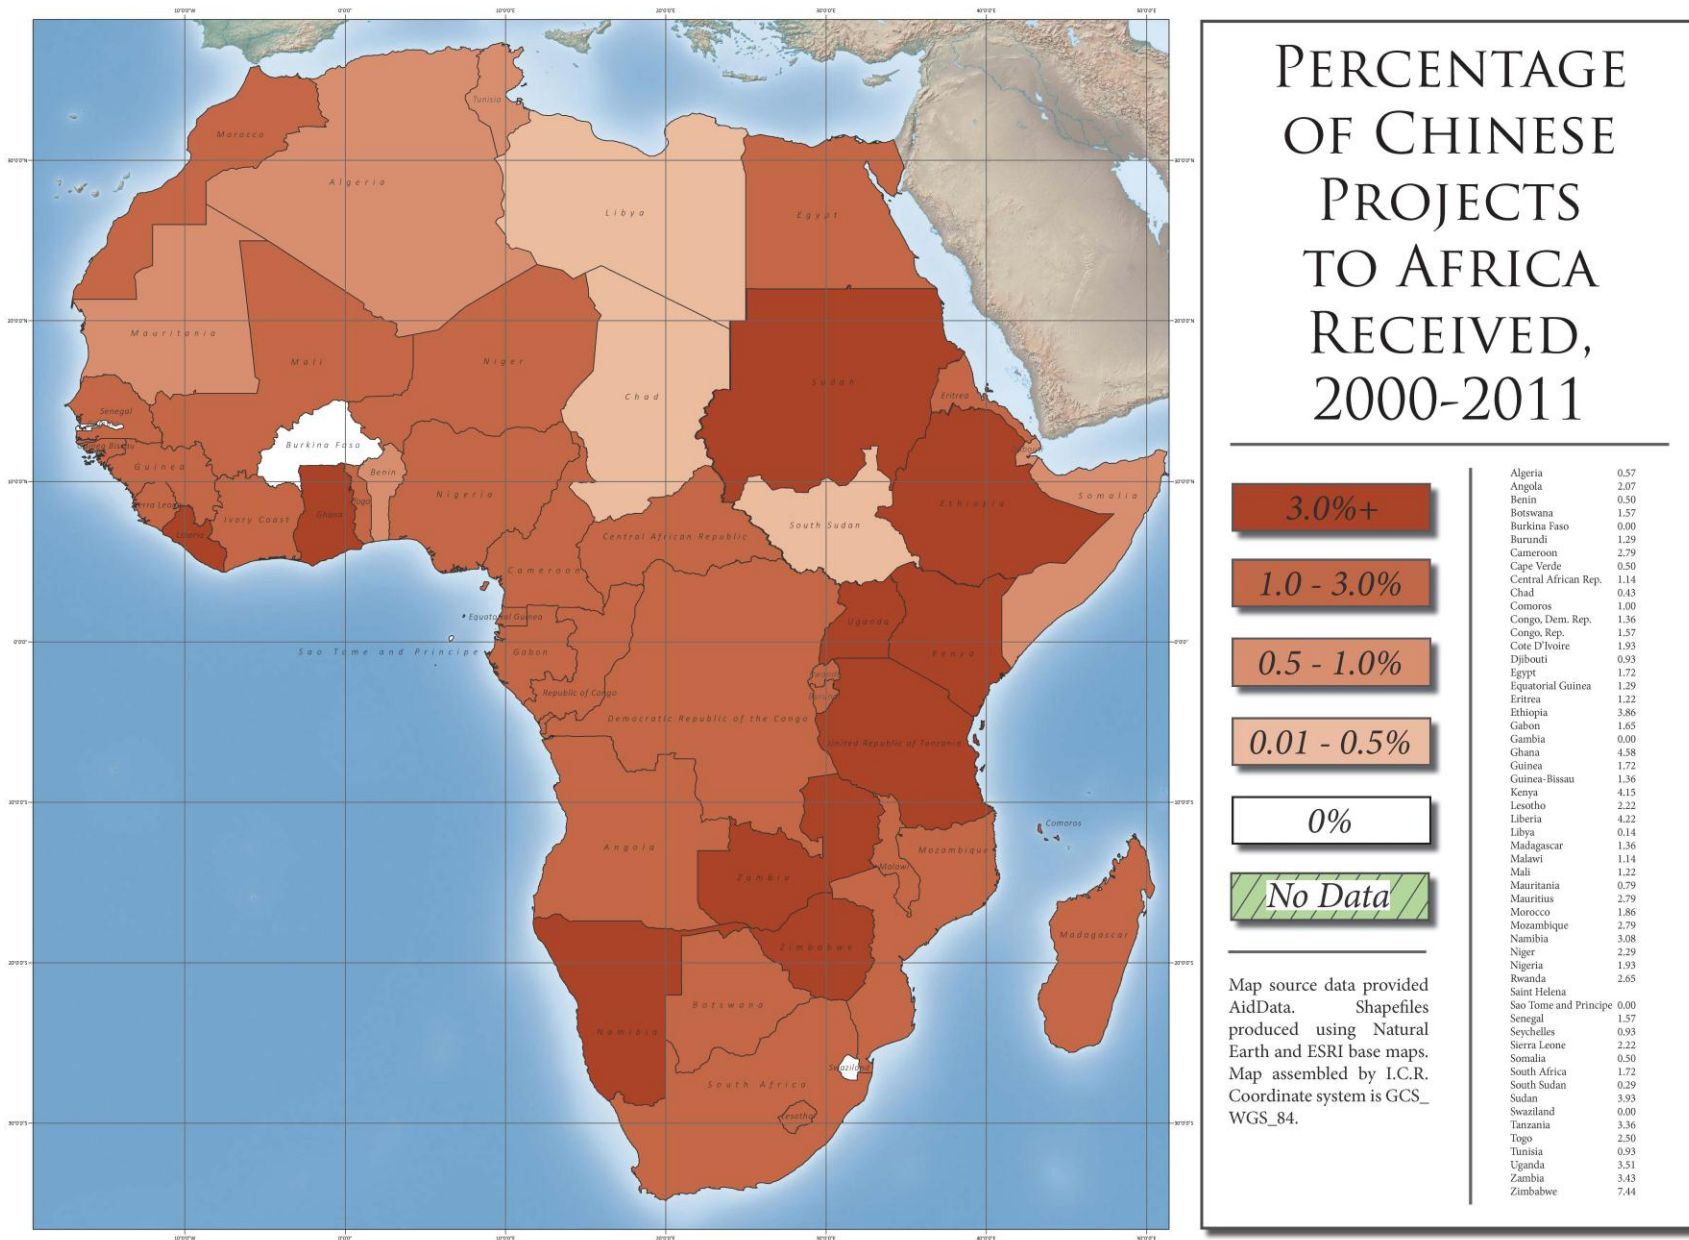 PERCENTAGE
OF CHINESE
PROJECTS
TO AFRICA
RECEIVED,
2000-2011
3.0%+
1.0 - 3.0%
0.5 - 1.0%
0.01 - 0.5%
0%
No Data
Map source data provided
AidData. Shapefiles
produced using Natural
Earth and ESRI base maps.
Map assembled by I.C.R.
Coordinate system is GCS_
WGS_84.
Algeria 0.57
Angola 2.07
Benin 0.50
Botswana 1.57
Burkina Faso 0.00
Burundi 1.29
Cameroon 2.79
Cape Verde 0.50
Central African Rep. 1.14
Chad 0.43
Comoros 1.00
Congo, Dem. Rep. 1.36
Congo, Rep. 1.57
Cote D'Ivoire 1.93
Djibouti 0.93
Egypt 1.72
Equatorial Guinea 1.29
Eritrea 1.22
Ethiopia 3.86
Gabon 1.65
Gambia 0.00
Ghana 4.58
Guinea 1.72
Guinea-Bissau 1.36
Kenya 4.15
Lesotho 2.22
Liberia 4.22
Libya 0.14
Madagascar 1.36
Malawi 1.14
Mali 1.22
Mauritania 0.79
Mauritius 2.79
Morocco 1.86
Mozambique 2.79
Namibia 3.08
Niger 2.29
Nigeria 1.93
Rwanda 2.65
Saint Helena
Sao Tome and Principe 0.00
Senegal 1.57
Seychelles 0.93
Sierra Leone 2.22
Somalia 0.50
South Africa 1.72
South Sudan 0.29
Sudan 3.93
Swaziland 0.00
Tanzania 3.36
Togo 2.50
Tunisia 0.93
Uganda 3.51
Zambia 3.43
Zimbabwe 7.44
Tunisia
Morocco
Algeria
Libya
Egypt
Mauritania
Mali
Niger
Chad
Sudan
Eritrea
Senegal
Guinea Bissau
Guinea
Burkina Faso
Benin
Nigeria
Somalia
Ethiopia
Sierra Leone
Ivory Coast
Ghana
Togo
Liberia
South Sudan
Central African Republic
Cameroon
Equatorial Guinea
Uganda
Sao Tome and Principe
Gabon
Kenya
Rwanda
Republic of Congo
Burundi
Democratic Republic of the Congo
United Republic of Tanzania
Comoros
Angola
Mozambique
Malawi
Zambia
Madagascar
Zimbabwe
Botswana
Namibia
Swaziland
South Africa
Lesotho